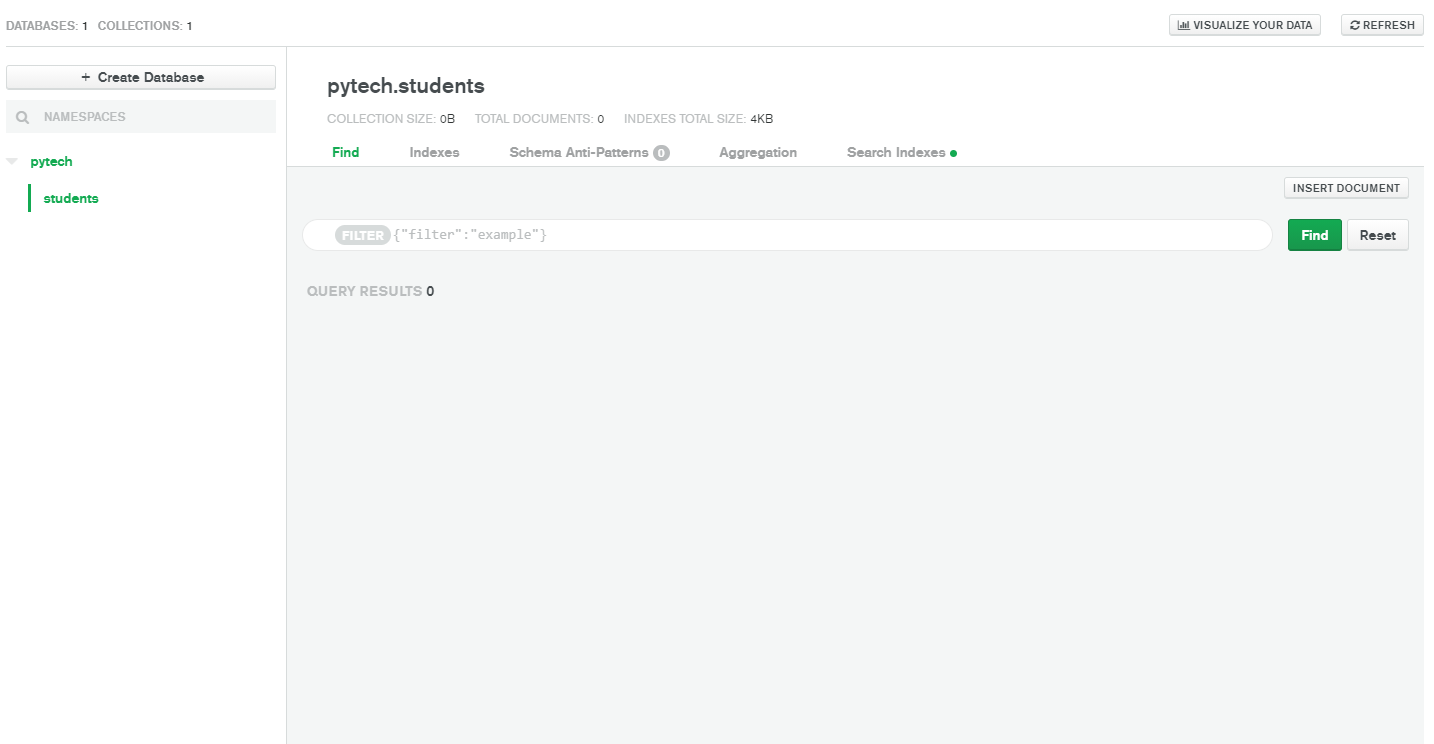 DATABASES: 1 COLLECTIONS: 1
VISUALIZE YOUR DATA
REFRESH
+ Create Database
NAMESPACES
pytech
students
pytech.students
COLLECTION SIZE: 0B TOTAL DOCUMENTS: 0 INDEXES TOTAL SIZE: 4KB
Find Indexes Schema Anti-Patterns 0 Aggregation Search Indexes
INSERT DOCUMENT
FILTER {"filter":"example"}
Find
Reset
QUERY RESULTS 0